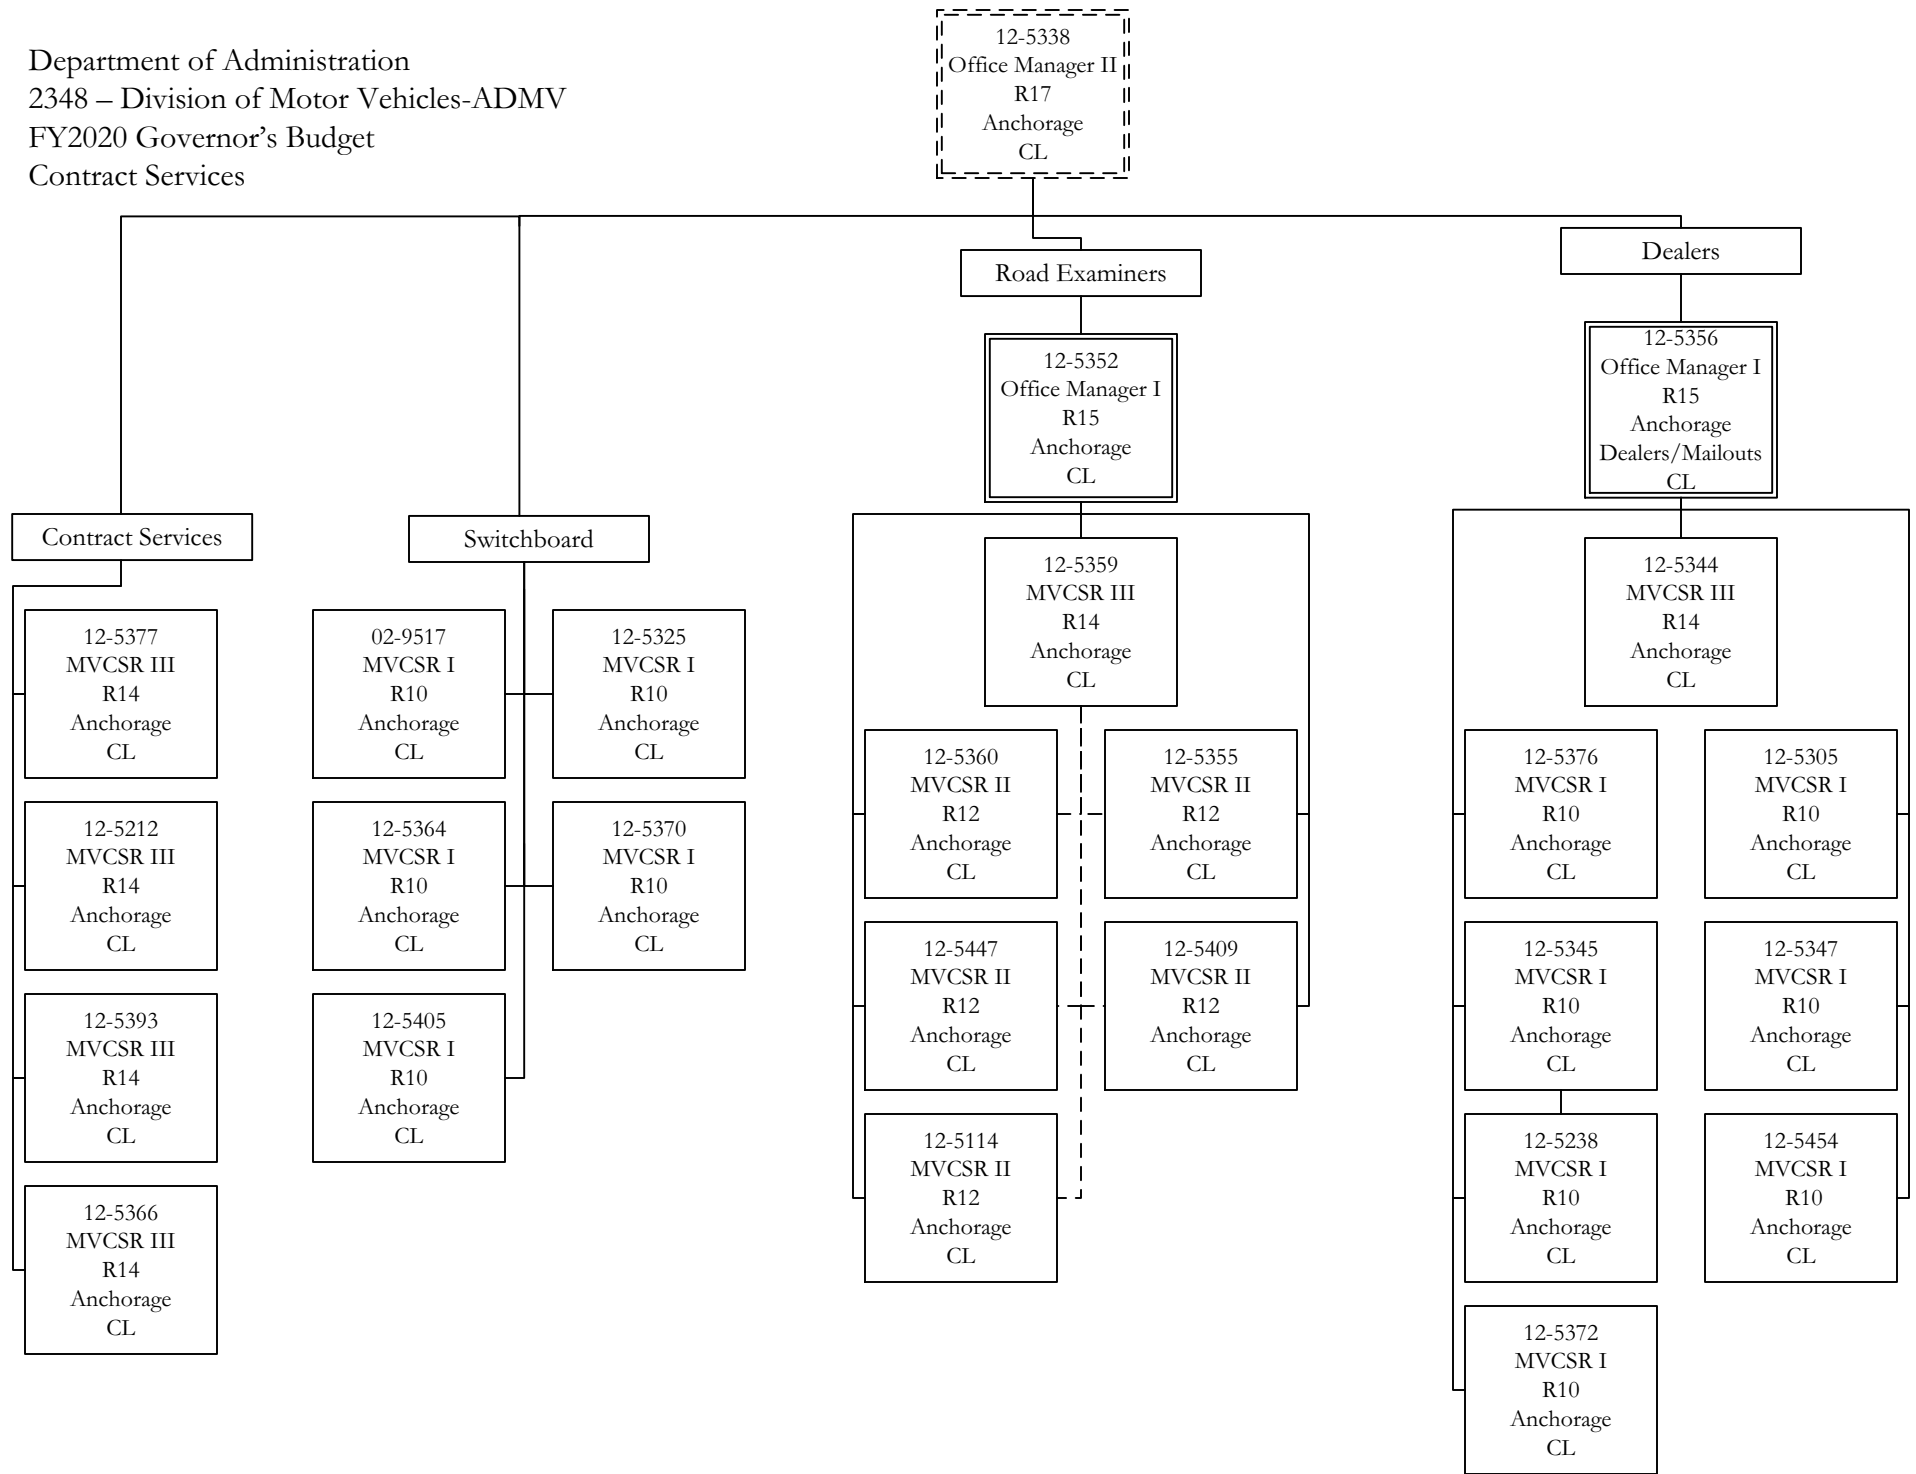 Department of Administration
2348 – Division of Motor Vehicles-ADMV
FY2020 Governor's Budget
Contract Services
12-5338
Office Manager II
R17
Anchorage
CL
Contract Services
12-5377
MVCSR III
R14
Anchorage
CL
12-5212
MVCSR III
R14
Anchorage
CL
12-5393
MVCSR III
R14
Anchorage
CL
12-5366
MVCSR III
R14
Anchorage
CL
Switchboard
02-9517
MVCSR I
R10
Anchorage
CL
12-5325
MVCSR I
R10
Anchorage
CL
12-5364
MVCSR I
R10
Anchorage
CL
12-5370
MVCSR I
R10
Anchorage
CL
12-5405
MVCSR I
R10
Anchorage
CL
Road Examiners
12-5352
Office Manager I
R15
Anchorage
CL
12-5359
MVCSR III
R14
Anchorage
CL
12-5360
MVCSR II
R12
Anchorage
CL
12-5355
MVCSR II
R12
Anchorage
CL
12-5447
MVCSR II
R12
Anchorage
CL
12-5409
MVCSR II
R12
Anchorage
CL
12-5114
MVCSR II
R12
Anchorage
CL
Dealers
12-5356
Office Manager I
R15
Anchorage
Dealers/Mailouts
CL
12-5344
MVCSR III
R14
Anchorage
CL
12-5376
MVCSR I
R10
Anchorage
CL
12-5305
MVCSR I
R10
Anchorage
CL
12-5345
MVCSR I
R10
Anchorage
CL
12-5347
MVCSR I
R10
Anchorage
CL
12-5238
MVCSR I
R10
Anchorage
CL
12-5454
MVCSR I
R10
Anchorage
CL
12-5372
MVCSR I
R10
Anchorage
CL